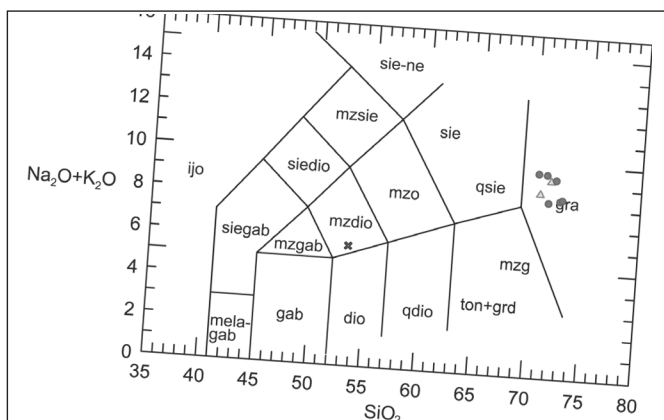 14
12
10
8
6
4
2
0
Na₂O+K₂O
35
40
45
50
55
60
65
70
75
80
SiO
ijo
sie-ne
mzsie
sie
siedio
mzo
qsie
gra
siegab
mzdio
mzgab
mzg
mela-
gab
gab
dio
qdio
ton+grd